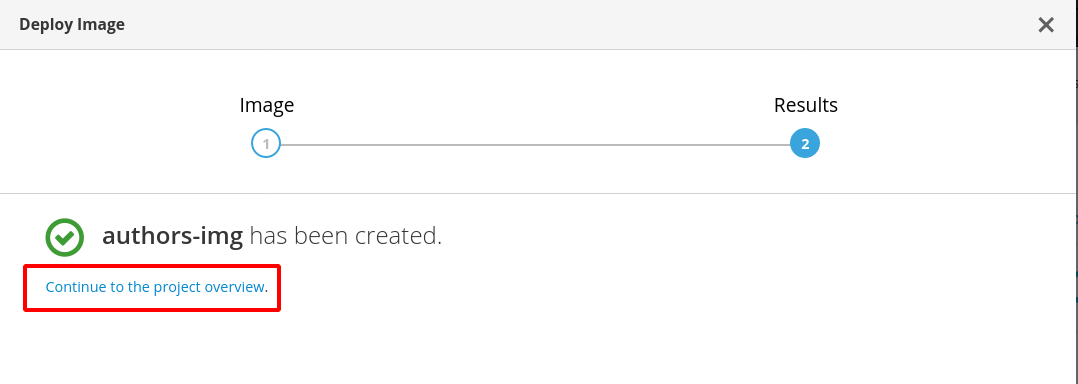 Deploy Image
Image
Results
1
2
authors-img has been created.
Continue to the project overview.